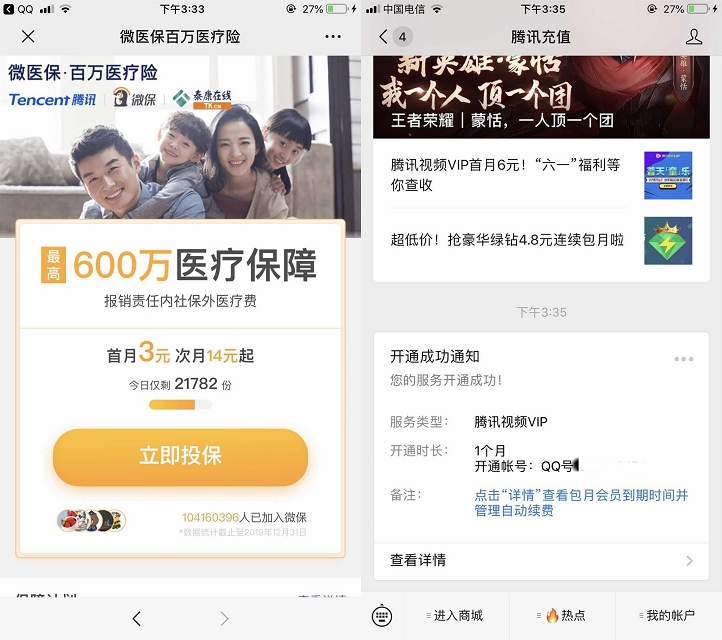 QQ
下午3:33
27%
微医保百万医疗险
微医保·百万医疗险
Tencent 腾讯
微保
泰康在线
TK.CN
最高
600万医疗保障
报销责任内社保外医疗费
首月3元 次月14元起
今日仅剩 21782 份
立即投保
104160396人已加入微保
*数据统计截止至2019年12月31日
中国电信
下午3:35
27%
4
腾讯充值
新英雄·蒙恬
我一个人 顶一个团
英雄
蒙恬
王者荣耀｜蒙恬，一人顶一个团
腾讯视频VIP首月6元！“六一”福利等
你查收
普天童乐
超低价！抢豪华绿钻4.8元连续包月啦
下午3:35
开通成功通知
您的服务开通成功！
服务类型： 腾讯视频VIP
开通时长： 1个月
开通帐号：QQ号
备注： 点击“详情”查看包月会员到期时间并
管理自动续费
查看详情
进入商城
热点
我的帐户